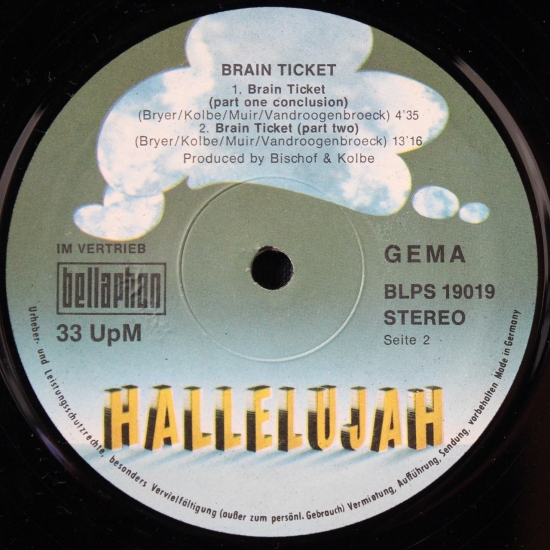 BRAIN TICKET
1. Brain Ticket
(part one conclusion)
(Bryer/Kolbe/Muir/Vandroogenbroeck) 4'35
2. Brain Ticket (part two)
(Bryer/Kolbe/Muir/Vandroogenbroeck) 13'16
Produced by Bischof & Kolbe
IM VERTRIEB
bellaphon
33 UpM
GEMA
BLPS 19019
STEREO
Seite 2
HALLELUJAH
Urheber- und Leistungsschutzrechte, besonders Vervielfältigung (außer zum persönl. Gebrauch) Vermietung, Aufführung, Sendung, vorbehalten Made in Germany